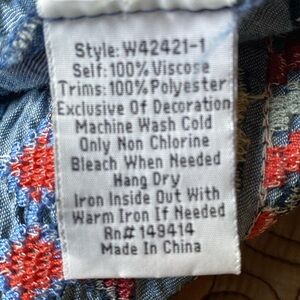 Style: W42421-1
Self: 100% Viscose
Trims: 100% Polyester
Exclusive Of Decoration
Machine Wash Cold
Only Non Chlorine
Bleach When Needed
Hang Dry
Iron Inside Out With
Warm Iron If Needed
Rn# 149414
Made In China